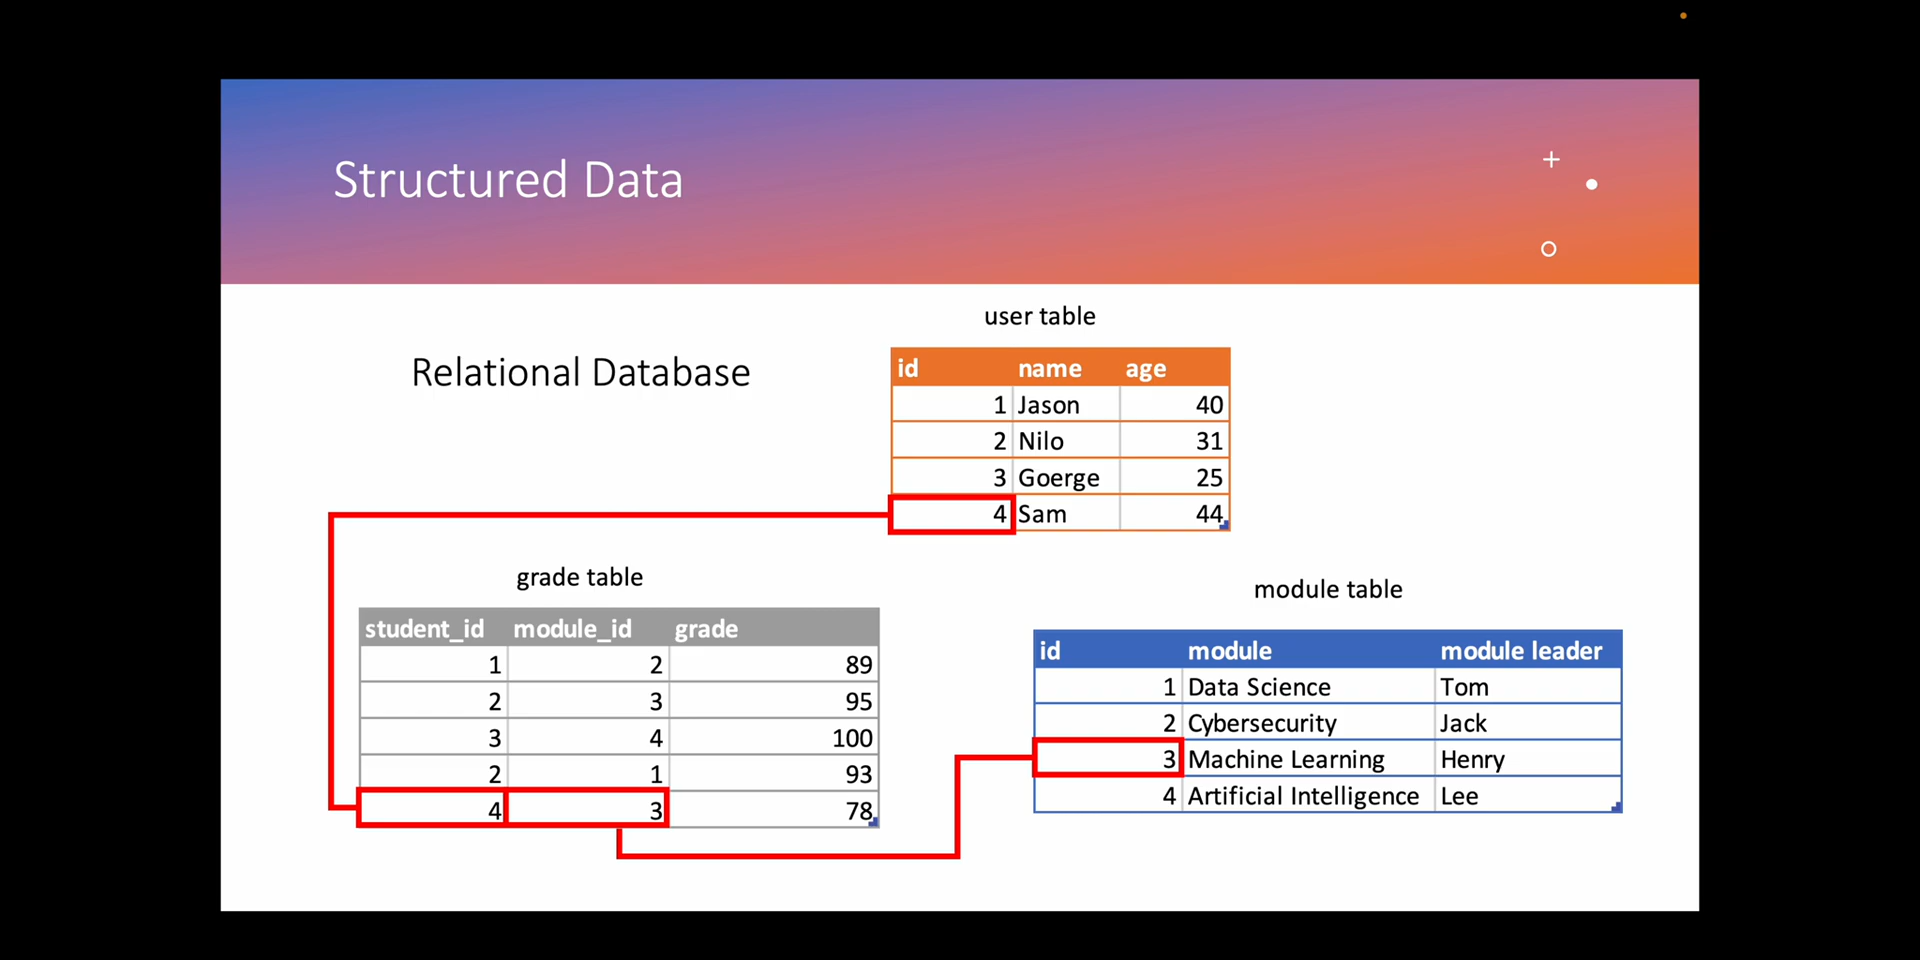 Structured Data
Relational Database
user table
id name age
1 Jason 40
2 Nilo 31
3 Goerge 25
4 Sam 44
grade table
student_id module_id grade
1 2 89
2 3 95
3 4 100
2 1 93
4 3 78
module table
id module module leader
1 Data Science Tom
2 Cybersecurity Jack
3 Machine Learning Henry
4 Artificial Intelligence Lee